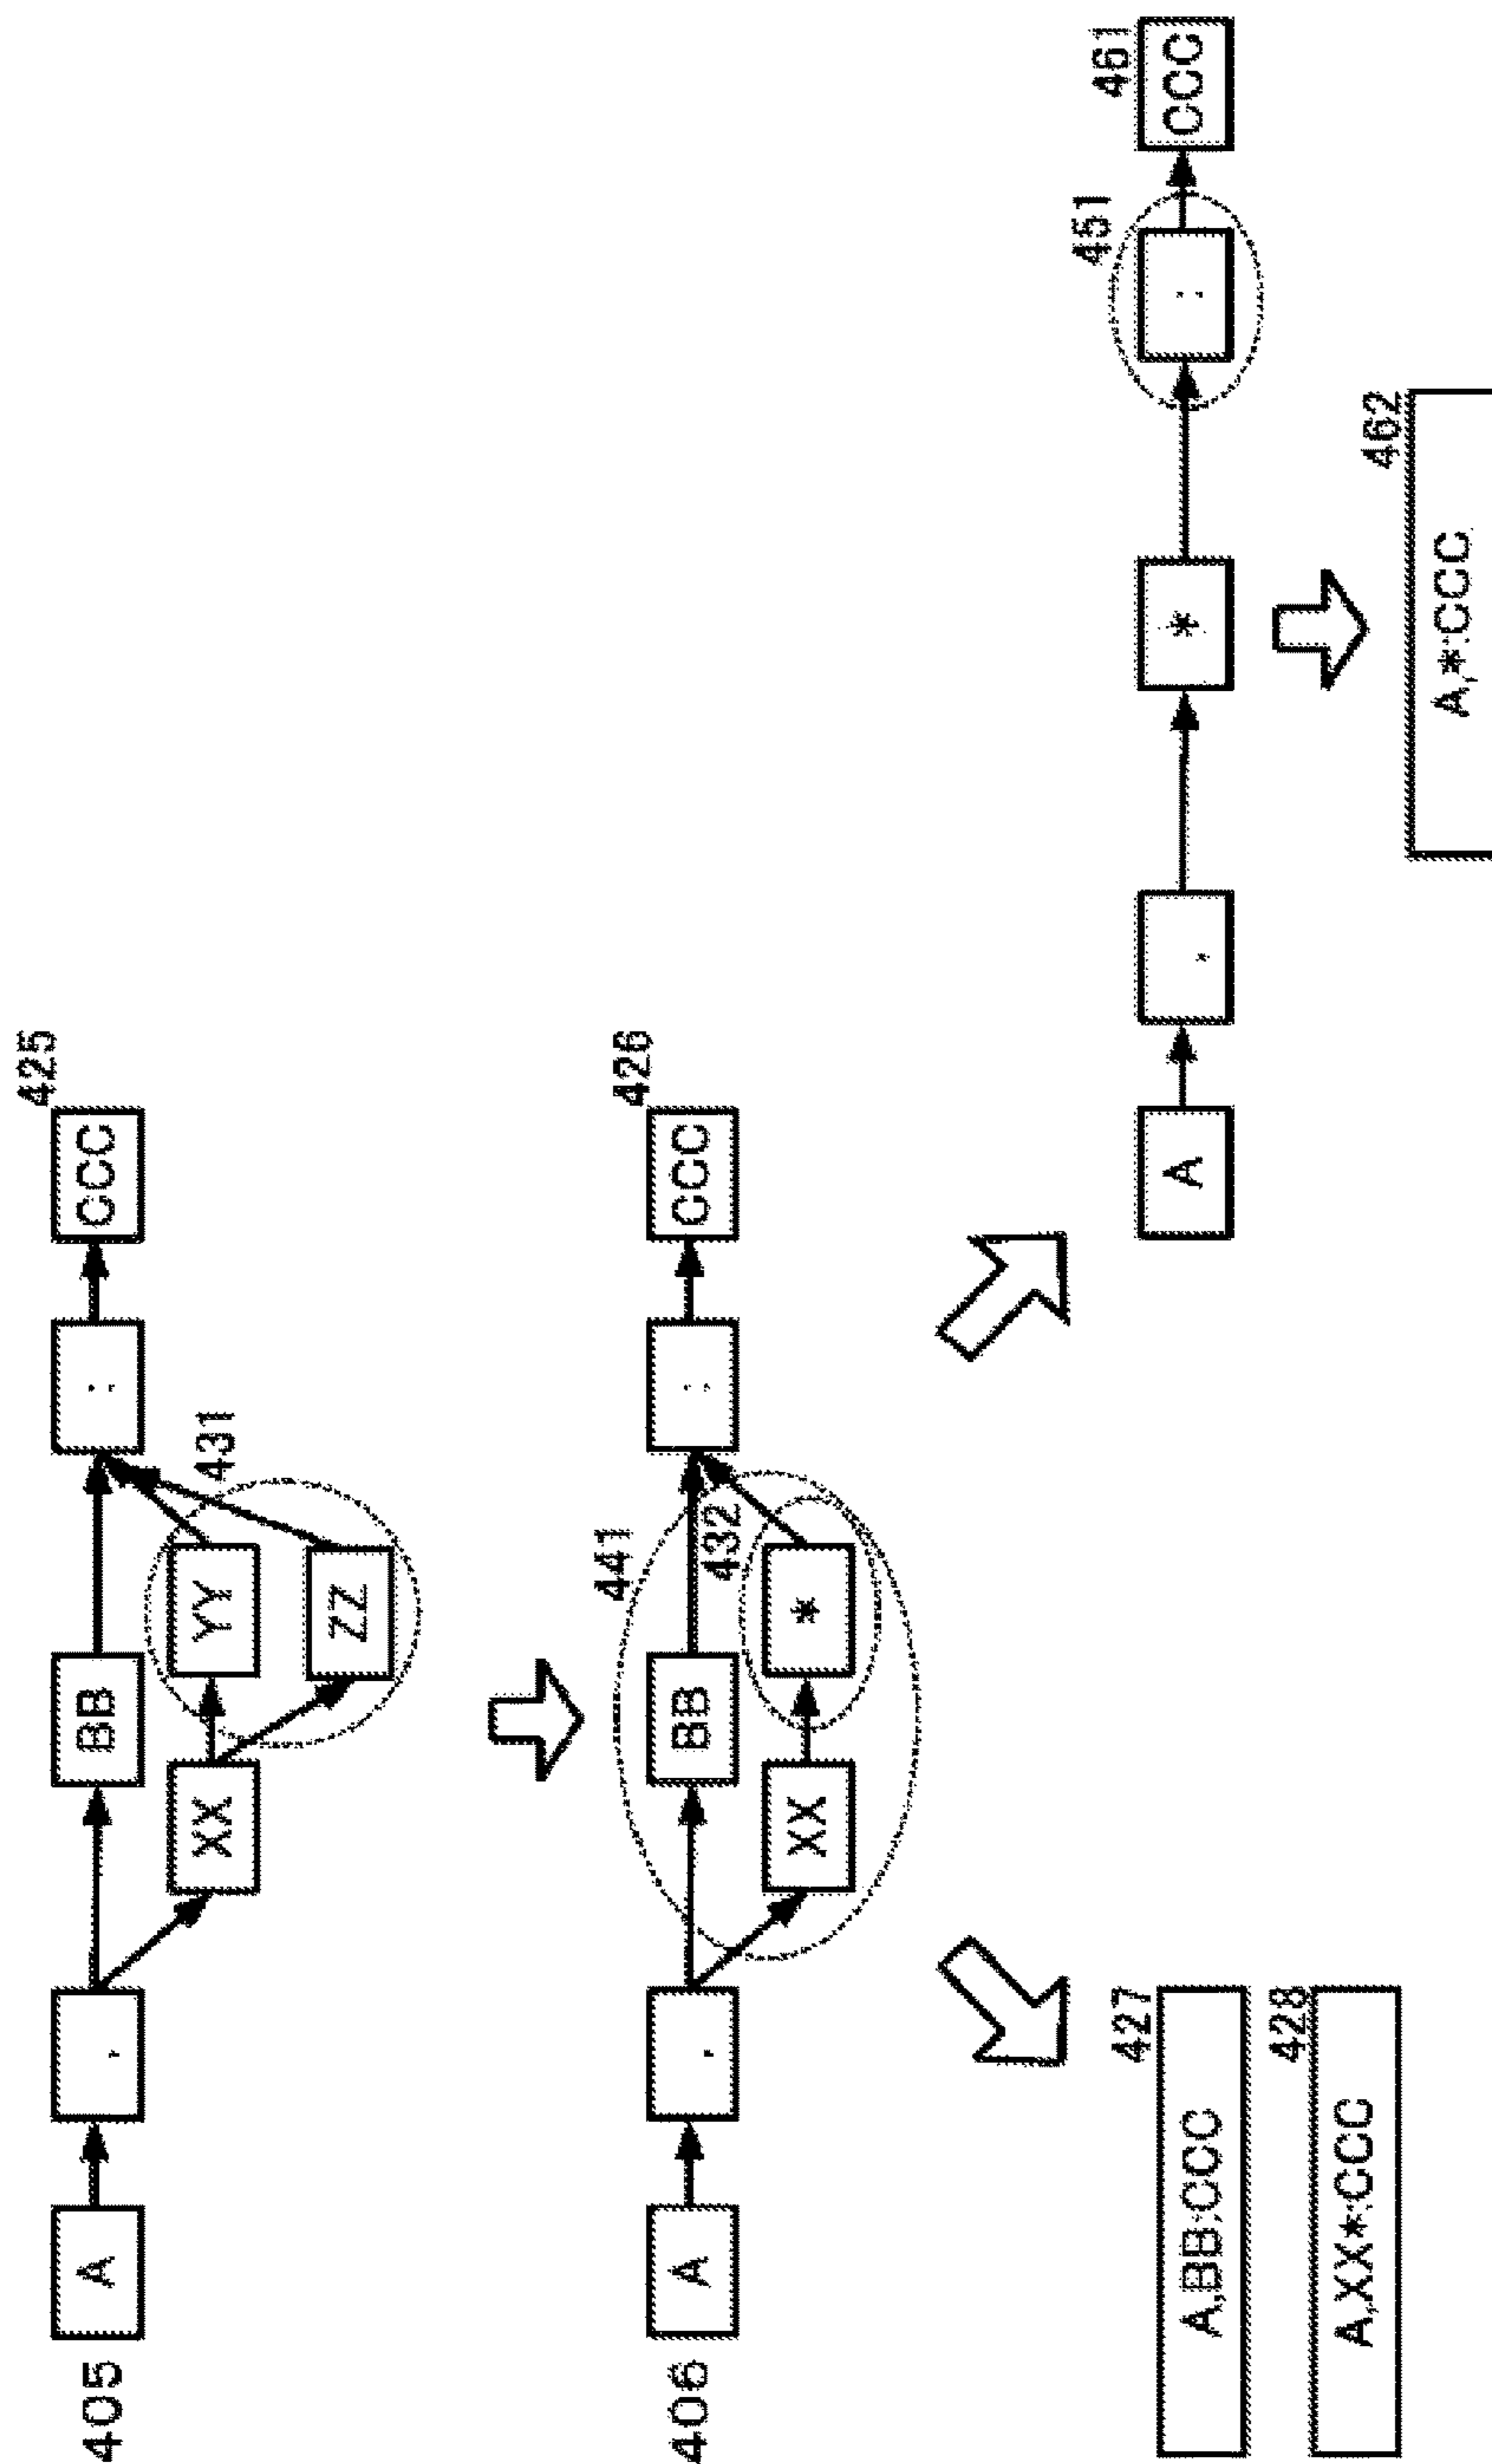 405 A , BB : CCC 425
XX YY 431
ZZ
406 A , BB : CCC 426
441
432
XX *
A,BB:CCC 427
A,XX*:CCC 428
A , * : CCC 461
451
A,*:CCC 462